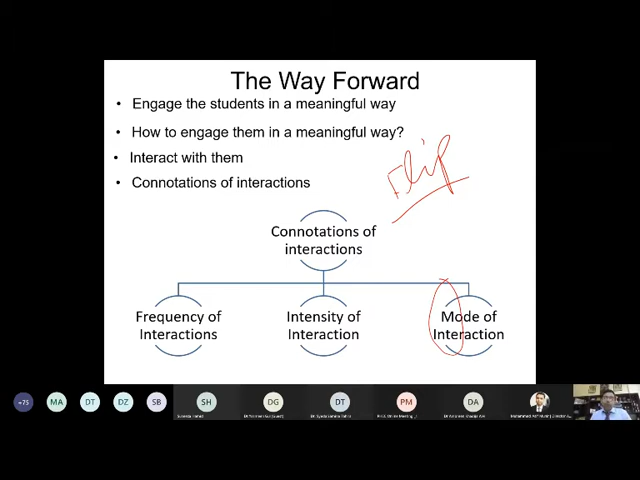 The Way Forward
• Engage the students in a meaningful way
• How to engage them in a meaningful way?
• Interact with them
• Connotations of interactions
Flip
Connotations of
interactions
Frequency of
Interactions
Intensity of
Interaction
Mode of
Interaction
+75
MA
DT
DZ
SB
SH
DG
DT
PM
DA